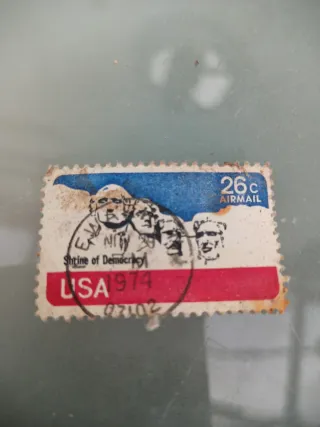 26c
AIRMAIL
Shrine of Democracy
USA
1974